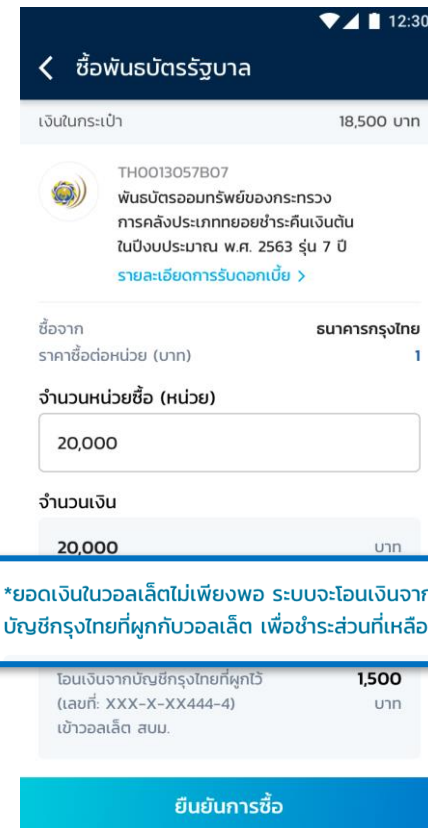 12:30
ซื้อพันธบัตรรัฐบาล
เงินในกระเป๋า 18,500 บาท
TH0013057B07
พันธบัตรออมทรัพย์ของกระทรวง
การคลังประเภททยอยชำระคืนเงินต้น
ในปีงบประมาณ พ.ศ. 2563 รุ่น 7 ปี
รายละเอียดการรับดอกเบี้ย >
ซื้อจาก ธนาคารกรุงไทย
ราคาซื้อต่อหน่วย (บาท) 1
จำนวนหน่วยซื้อ (หน่วย)
20,000
จำนวนเงิน
20,000 บาท
*ยอดเงินในวอลเล็ตไม่เพียงพอ ระบบจะโอนเงินจาก
บัญชีกรุงไทยที่ผูกกับวอลเล็ต เพื่อชำระส่วนที่เหลือ
โอนเงินจากบัญชีกรุงไทยที่ผูกไว้ 1,500
(เลขที่: XXX-X-XX444-4) บาท
เข้าวอลเล็ต สบม.
ยืนยันการซื้อ